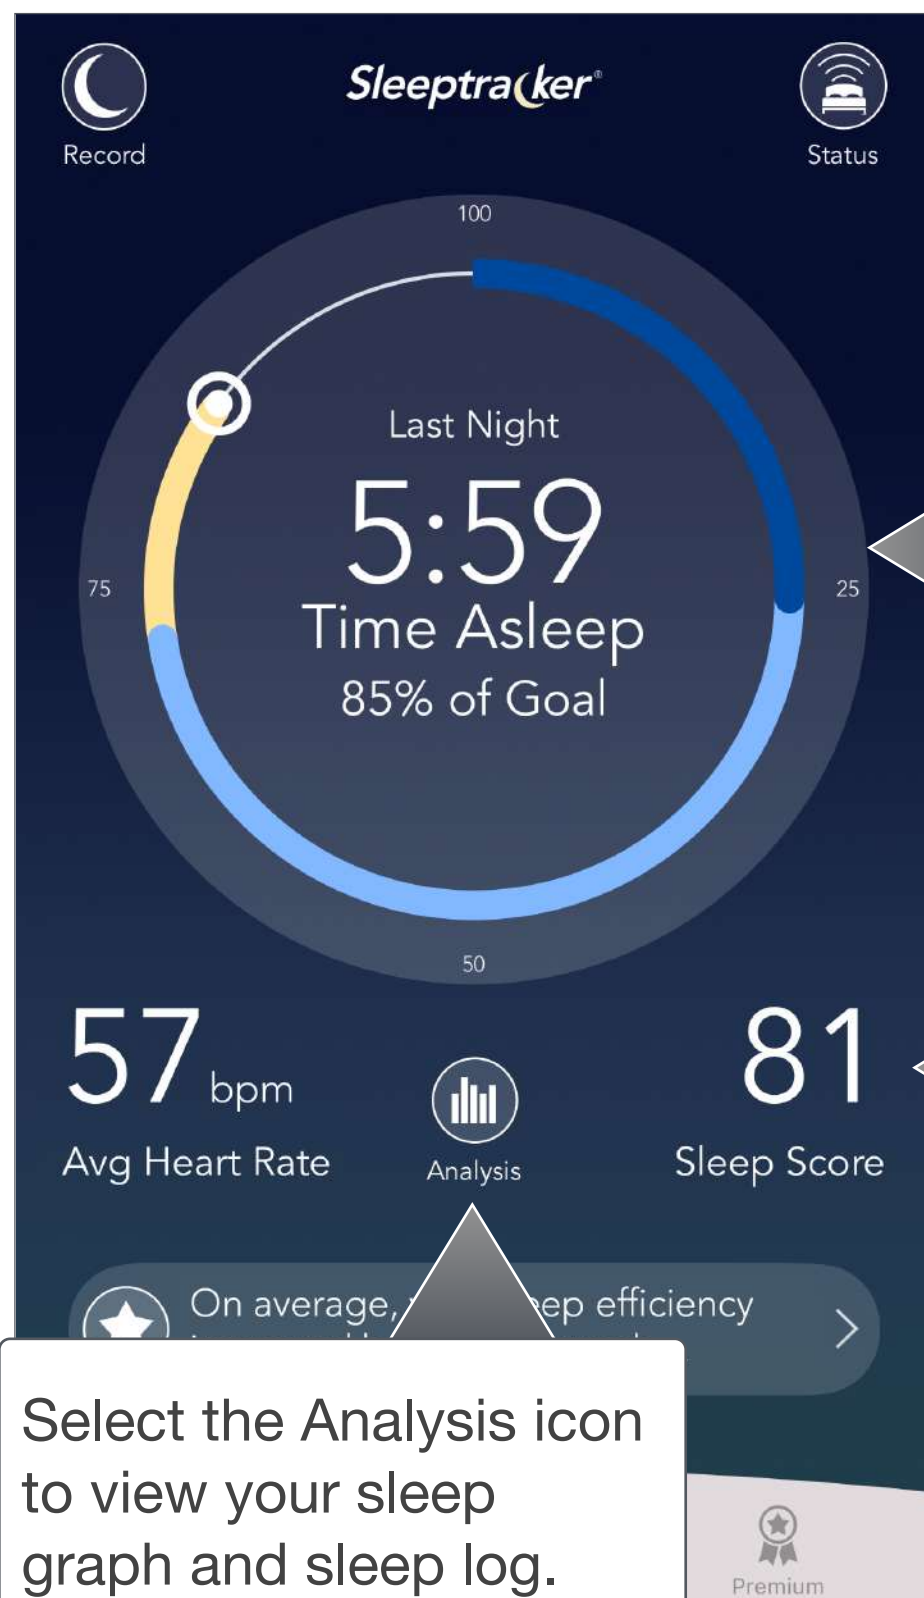 Sleeptracker®
Record
Status
100
Last Night
5:59
75
25
Time Asleep
85% of Goal
50
57 bpm
81
Avg Heart Rate
Analysis
Sleep Score
On average, eep efficiency
Select the Analysis icon
to view your sleep
graph and sleep log.
Premium